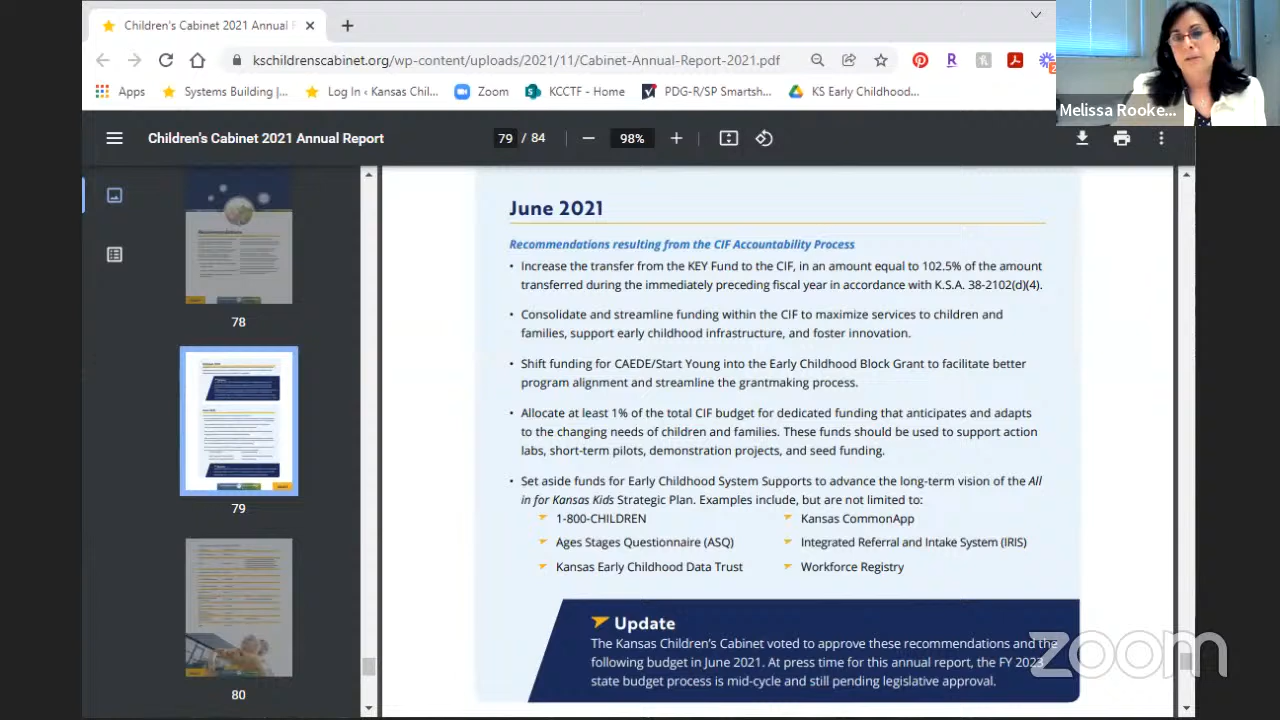 Children's Cabinet 2021 Annual R
kschildrenscabinet.org/wp-content/uploads/2021/11/Cabinet-Annual-Report-2021.pdf
Apps Systems Building |... Log In ‹ Kansas Chil... Zoom KCCTF - Home PDG-R/SP Smartsh... KS Early Childhood...
Melissa Rooke...
Children's Cabinet 2021 Annual Report
79 / 84
98%
Recommendations
78
79
80
June 2021
Recommendations resulting from the CIF Accountability Process
• Increase the transfer from the KEY Fund to the CIF, in an amount equal to 102.5% of the amount
transferred during the immediately preceding fiscal year in accordance with K.S.A. 38-2102(d)(4).
• Consolidate and streamline funding within the CIF to maximize services to children and
families, support early childhood infrastructure, and foster innovation.
• Shift funding for CAEDE/Start Young into the Early Childhood Block Grant to facilitate better
program alignment and streamline the grantmaking process.
• Allocate at least 1% of the total CIF budget for dedicated funding that anticipates and adapts
to the changing needs of children and families. These funds should be used to support action
labs, short-term pilots, demonstration projects, and seed funding.
• Set aside funds for Early Childhood System Supports to advance the long-term vision of the All
in for Kansas Kids Strategic Plan. Examples include, but are not limited to:
1-800-CHILDREN
Kansas CommonApp
Ages Stages Questionnaire (ASQ)
Integrated Referral and Intake System (IRIS)
Kansas Early Childhood Data Trust
Workforce Registry
Update
The Kansas Children's Cabinet voted to approve these recommendations and the
following budget in June 2021. At press time for this annual report, the FY 2023
state budget process is mid-cycle and still pending legislative approval.
zoom